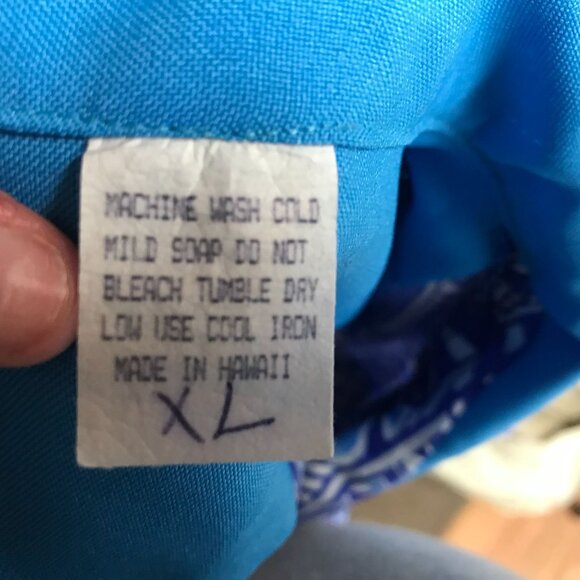 MACHINE WASH COLD
MILD SOAP DO NOT
BLEACH TUMBLE DRY
LOW USE COOL IRON
MADE IN HAWAII
XL